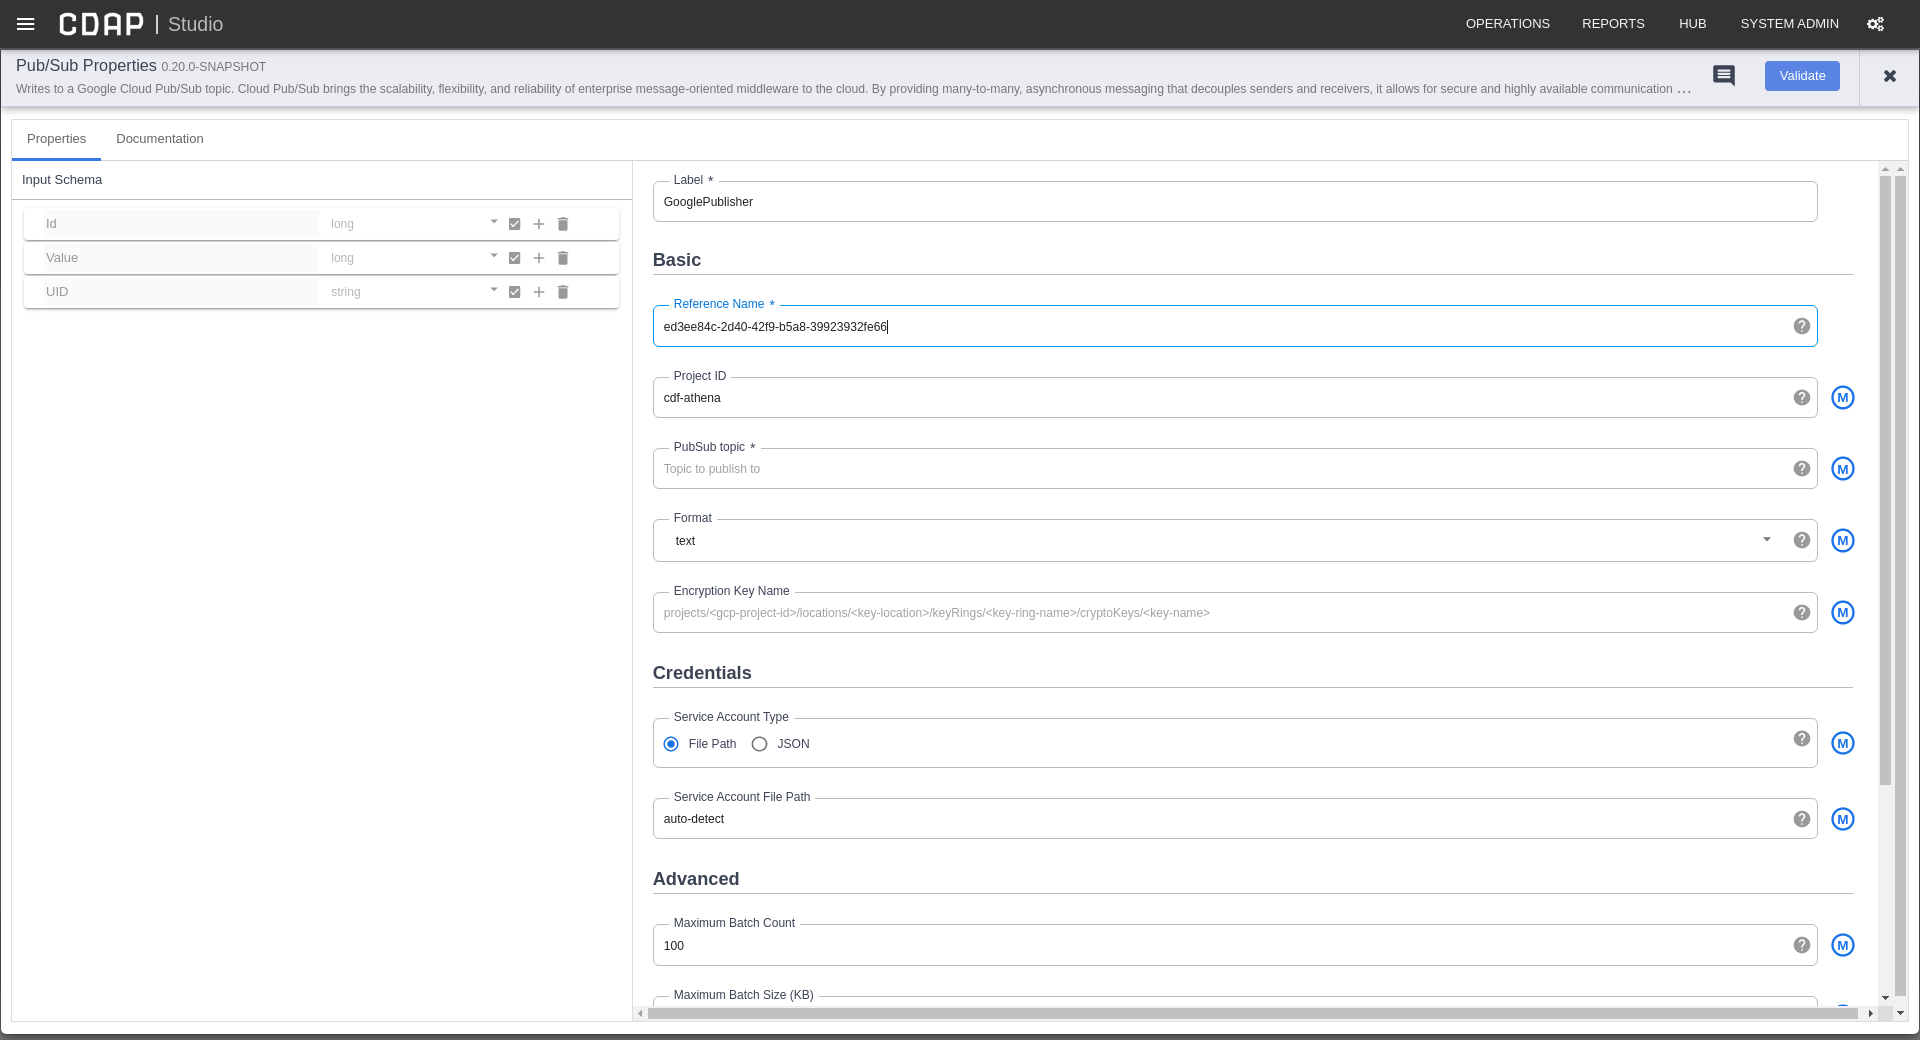 CDAP | Studio
OPERATIONS REPORTS HUB SYSTEM ADMIN
Pub/Sub Properties 0.20.0-SNAPSHOT
Writes to a Google Cloud Pub/Sub topic. Cloud Pub/Sub brings the scalability, flexibility, and reliability of enterprise message-oriented middleware to the cloud. By providing many-to-many, asynchronous messaging that decouples senders and receivers, it allows for secure and highly available communication ...
Validate
Properties Documentation
Input Schema
Id long
Value long
UID string
Label *
GooglePublisher
Basic
Reference Name *
ed3ee84c-2d40-42f9-b5a8-39923932fe66
Project ID
cdf-athena
M
PubSub topic *
Topic to publish to
M
Format
text
M
Encryption Key Name
projects/<gcp-project-id>/locations/<key-location>/keyRings/<key-ring-name>/cryptoKeys/<key-name>
M
Credentials
Service Account Type
File Path JSON
M
Service Account File Path
auto-detect
M
Advanced
Maximum Batch Count
100
M
Maximum Batch Size (KB)